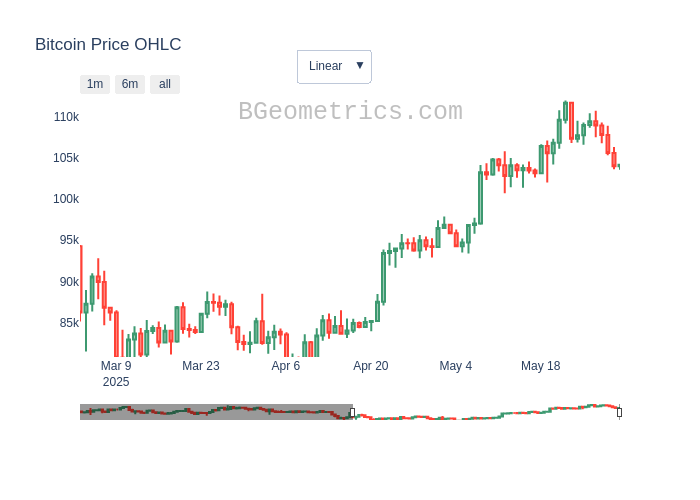 Bitcoin Price OHLC
Linear ▼
1m 6m all
BGeometrics.com
110k
105k
100k
95k
90k
85k
Mar 9 Mar 23 Apr 6 Apr 20 May 4 May 18
2025